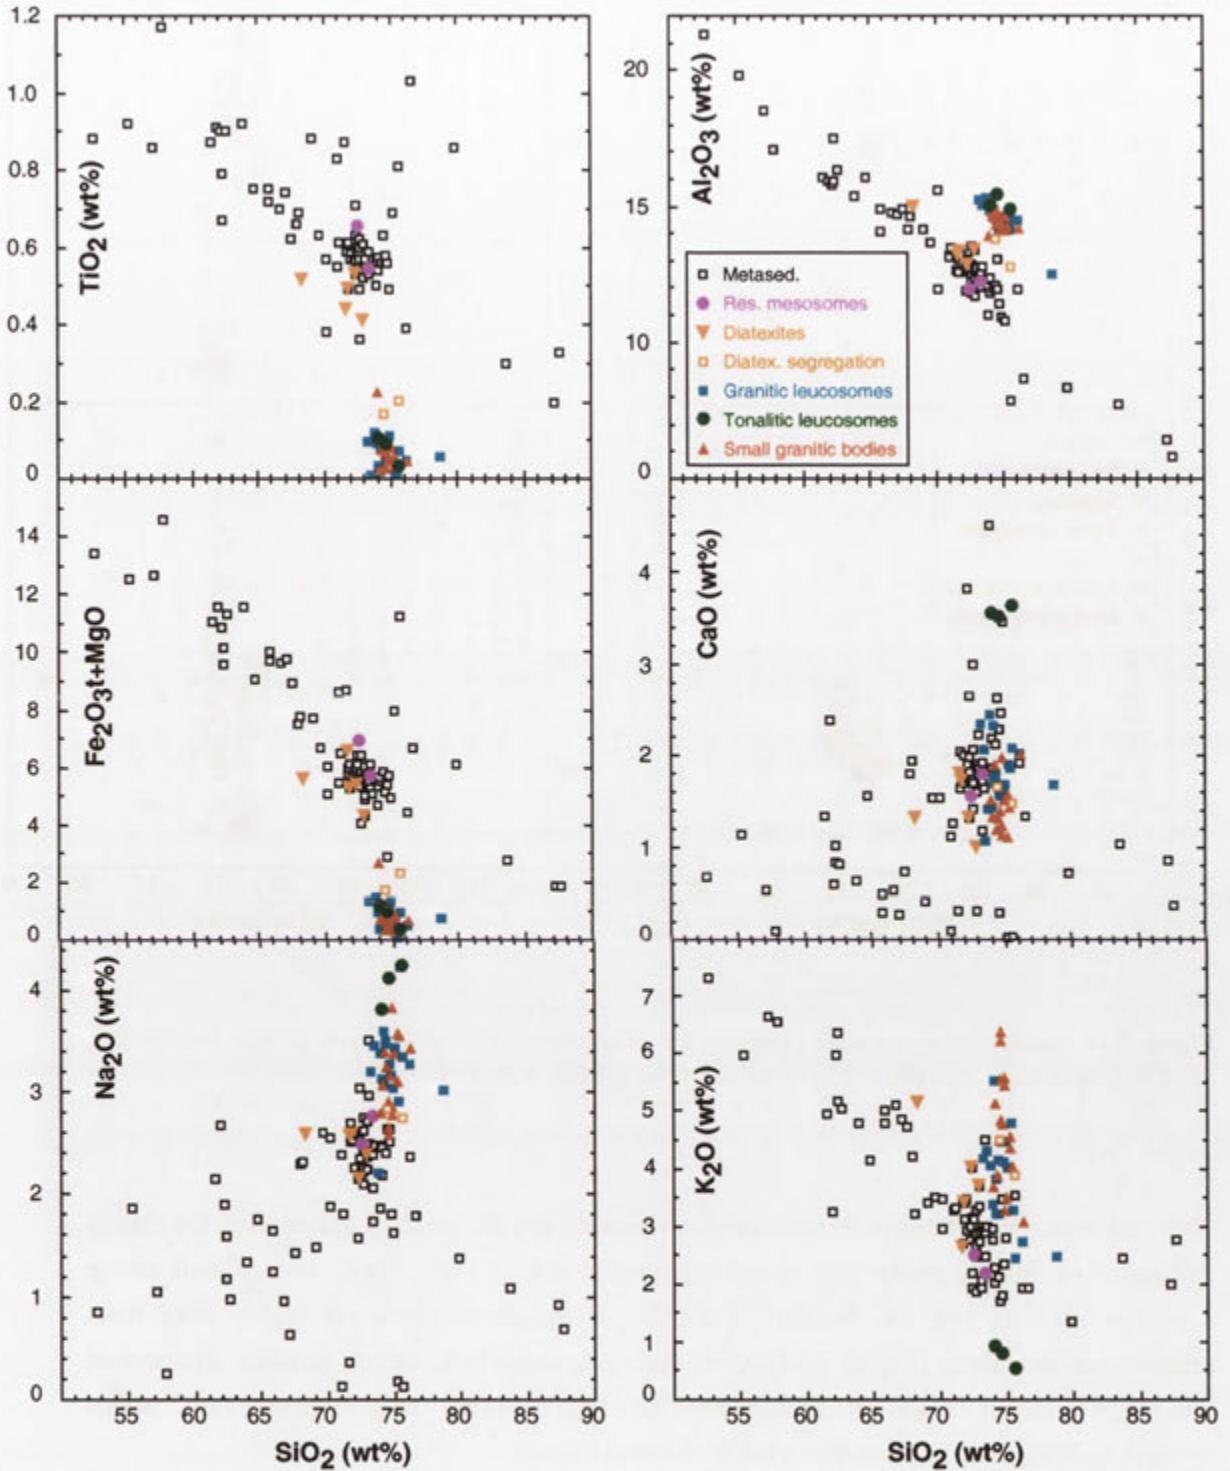 1.2
1.0
0.8
0.6
0.4
0.2
0
TiO2 (wt%)
20
15
10
0
Al2O3 (wt%)
Metased.
Res. mesosomes
Diatexites
Diatex. segregation
Granitic leucosomes
Tonalitic leucosomes
Small granitic bodies
14
12
10
8
6
4
2
0
Fe2O3t+MgO
4
3
2
1
0
CaO (wt%)
4
3
2
1
0
Na2O (wt%)
55 60 65 70 75 80 85 90
SiO2 (wt%)
7
6
5
4
3
2
1
0
K2O (wt%)
55 60 65 70 75 80 85 90
SiO2 (wt%)